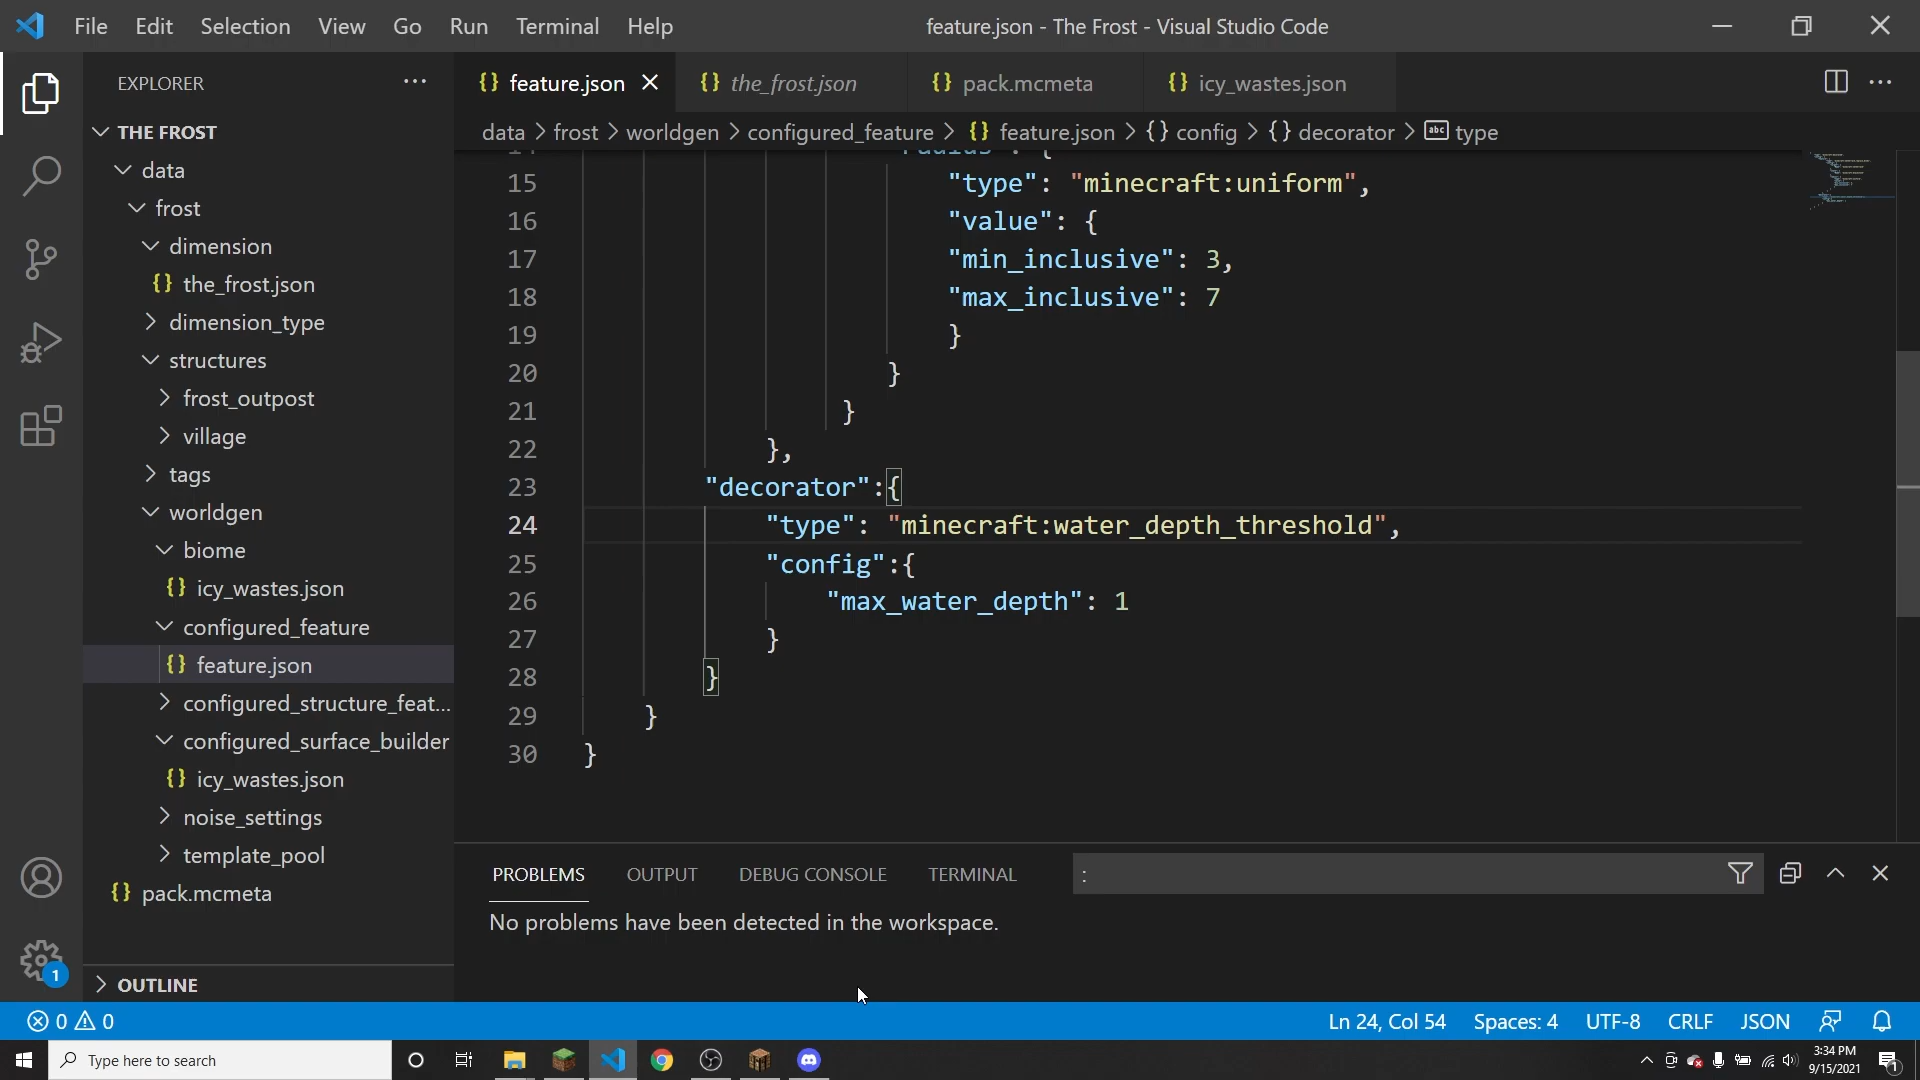 File Edit Selection View Go Run Terminal Help
feature.json - The Frost - Visual Studio Code
EXPLORER
THE FROST
data
frost
dimension
{} the_frost.json
dimension_type
structures
frost_outpost
village
tags
worldgen
biome
{} icy_wastes.json
configured_feature
{} feature.json
configured_structure_feat...
configured_surface_builder
{} icy_wastes.json
noise_settings
template_pool
{} pack.mcmeta
OUTLINE
{} feature.json {} the_frost.json {} pack.mcmeta {} icy_wastes.json
data > frost > worldgen > configured_feature > {} feature.json > {} config > {} decorator > abc type
15 "type": "minecraft:uniform",
16 "value": {
17 "min_inclusive": 3,
18 "max_inclusive": 7
19 }
20 }
21 }
22 },
23 "decorator":{
24 "type": "minecraft:water_depth_threshold",
25 "config":{
26 "max_water_depth": 1
27 }
28 }
29 }
30 }
PROBLEMS OUTPUT DEBUG CONSOLE TERMINAL :
No problems have been detected in the workspace.
1
0 0 Ln 24, Col 54 Spaces: 4 UTF-8 CRLF JSON
Type here to search
3:34 PM
9/15/2021
1